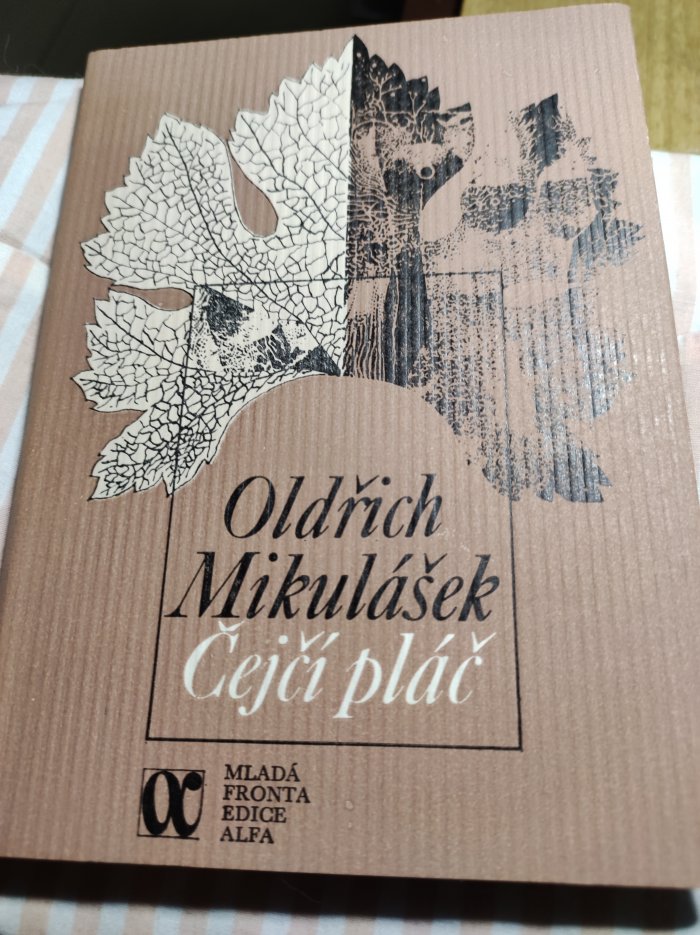 Oldřich
Mikulášek
Čejčí pláč
α
MLADÁ
FRONTA
EDICE
ALFA